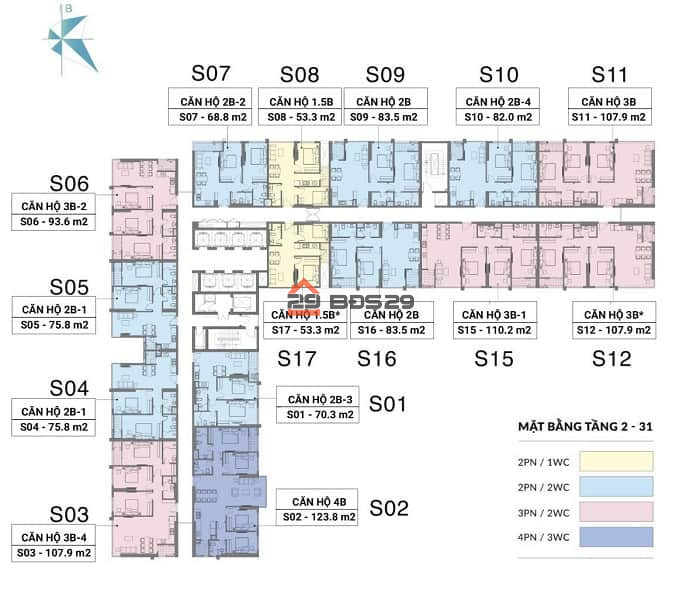 B
S07
S08
S09
S10
S11
CĂN HỘ 2B-2
S07 - 68.8 m2
CĂN HỘ 1.5B
S08 - 53.3 m2
CĂN HỘ 2B
S09 - 83.5 m2
CĂN HỘ 2B-4
S10 - 82.0 m2
CĂN HỘ 3B
S11 - 107.9 m2
S06
CĂN HỘ 3B-2
S06 - 93.6 m2
S05
CĂN HỘ 2B-1
S05 - 75.8 m2
29 BĐS29
CĂN HỘ 1.5B*
S17 - 53.3 m2
CĂN HỘ 2B
S16 - 83.5 m2
CĂN HỘ 3B-1
S15 - 110.2 m2
CĂN HỘ 3B*
S12 - 107.9 m2
S17
S16
S15
S12
S04
CĂN HỘ 2B-1
S04 - 75.8 m2
CĂN HỘ 2B-3
S01 - 70.3 m2
S01
CĂN HỘ 4B
S02 - 123.8 m2
S02
S03
CĂN HỘ 3B-4
S03 - 107.9 m2
MẶT BẰNG TẦNG 2 - 31
2PN / 1WC
2PN / 2WC
3PN / 2WC
4PN / 3WC